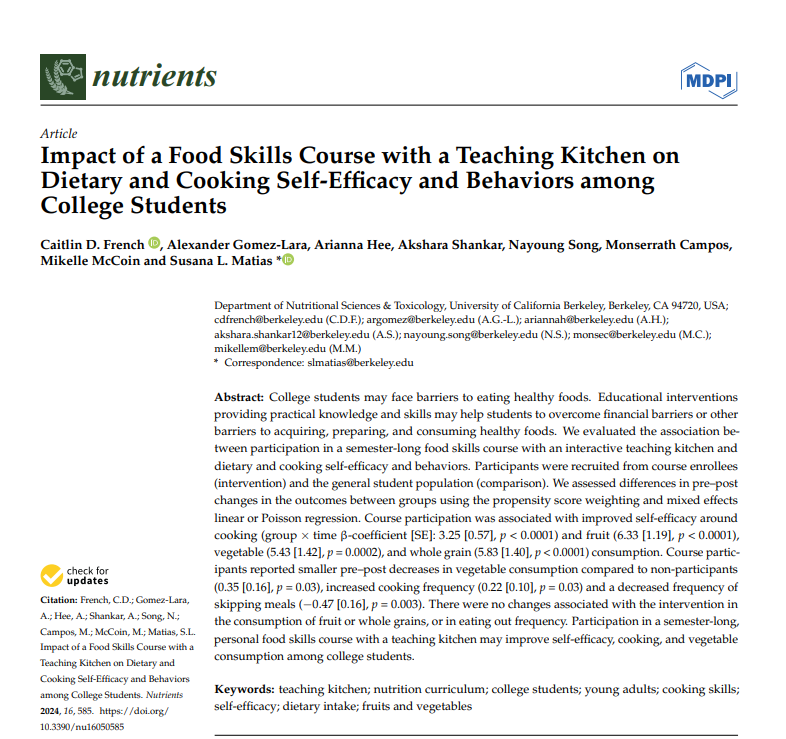 nutrients
MDPI
Article
Impact of a Food Skills Course with a Teaching Kitchen on
Dietary and Cooking Self-Efficacy and Behaviors among
College Students
Caitlin D. French iD, Alexander Gomez-Lara, Arianna Hee, Akshara Shankar, Nayoung Song, Monserrath Campos,
Mikelle McCoin and Susana L. Matias * iD
Department of Nutritional Sciences & Toxicology, University of California Berkeley, Berkeley, CA 94720, USA;
cdfrench@berkeley.edu (C.D.F.); argomez@berkeley.edu (A.G.-L.); ariannah@berkeley.edu (A.H.);
akshara.shankar12@berkeley.edu (A.S.); nayoung.song@berkeley.edu (N.S.); monsec@berkeley.edu (M.C.);
mikellem@berkeley.edu (M.M.)
* Correspondence: slmatias@berkeley.edu
Abstract: College students may face barriers to eating healthy foods. Educational interventions
providing practical knowledge and skills may help students to overcome financial barriers or other
barriers to acquiring, preparing, and consuming healthy foods. We evaluated the association be-
tween participation in a semester-long food skills course with an interactive teaching kitchen and
dietary and cooking self-efficacy and behaviors. Participants were recruited from course enrollees
(intervention) and the general student population (comparison). We assessed differences in pre–post
changes in the outcomes between groups using the propensity score weighting and mixed effects
linear or Poisson regression. Course participation was associated with improved self-efficacy around
cooking (group × time β-coefficient [SE]: 3.25 [0.57], p < 0.0001) and fruit (6.33 [1.19], p < 0.0001),
vegetable (5.43 [1.42], p = 0.0002), and whole grain (5.83 [1.40], p < 0.0001) consumption. Course partic-
ipants reported smaller pre–post decreases in vegetable consumption compared to non-participants
(0.35 [0.16], p = 0.03), increased cooking frequency (0.22 [0.10], p = 0.03) and a decreased frequency of
skipping meals (−0.47 [0.16], p = 0.003). There were no changes associated with the intervention in
the consumption of fruit or whole grains, or in eating out frequency. Participation in a semester-long,
personal food skills course with a teaching kitchen may improve self-efficacy, cooking, and vegetable
consumption among college students.
Keywords: teaching kitchen; nutrition curriculum; college students; young adults; cooking skills;
self-efficacy; dietary intake; fruits and vegetables
check for
updates
Citation: French, C.D.; Gomez-Lara,
A.; Hee, A.; Shankar, A.; Song, N.;
Campos, M.; McCoin, M.; Matias, S.L.
Impact of a Food Skills Course with a
Teaching Kitchen on Dietary and
Cooking Self-Efficacy and Behaviors
among College Students. Nutrients
2024, 16, 585. https://doi.org/
10.3390/nu16050585